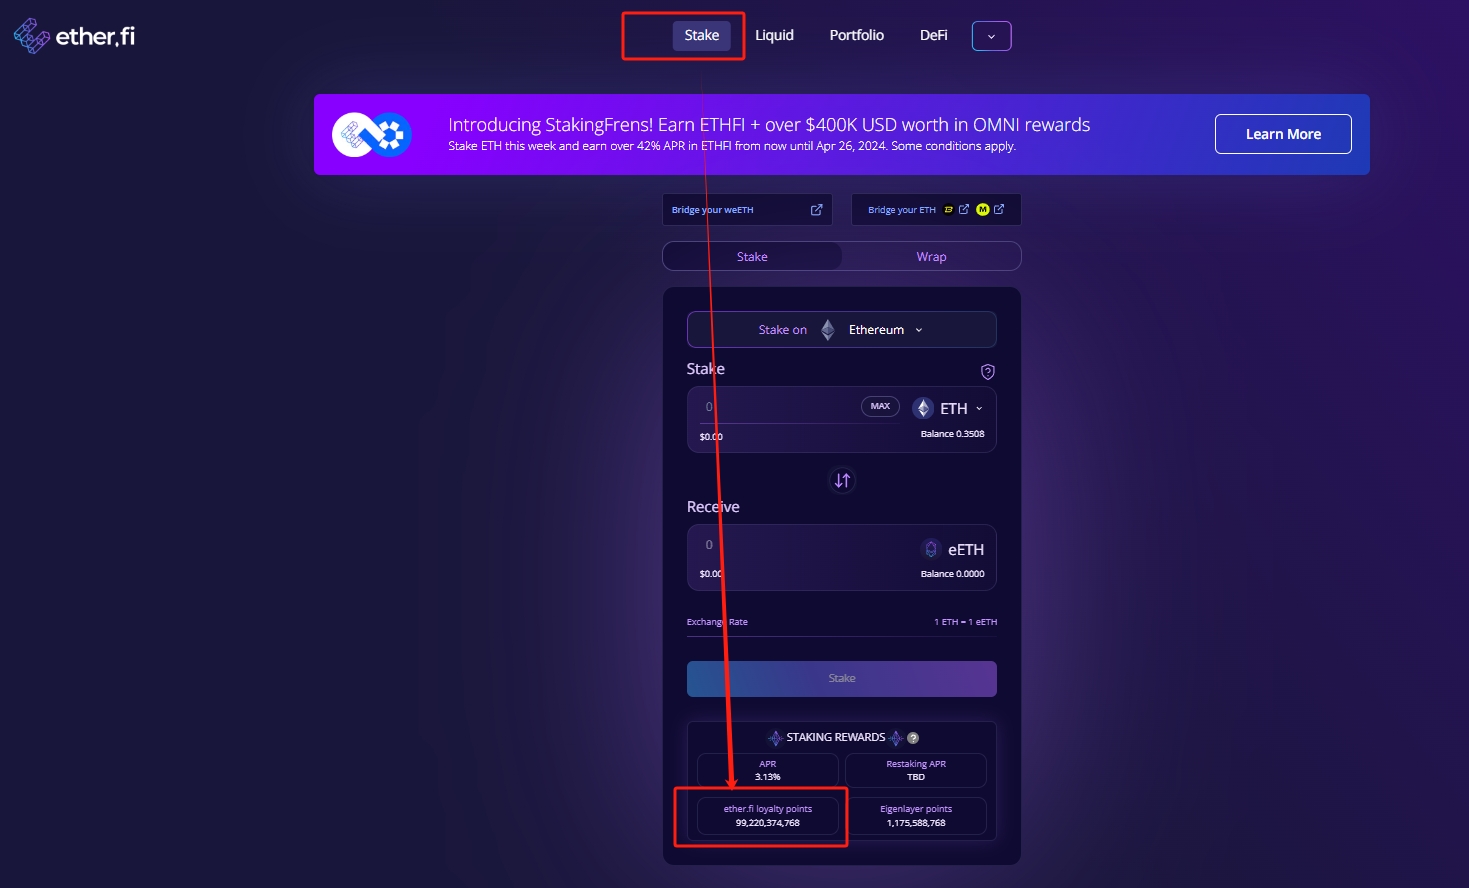 ether.fi
Stake
Liquid
Portfolio
DeFi
Introducing StakingFrens! Earn ETHFI + over $400K USD worth in OMNI rewards
Stake ETH this week and earn over 42% APR in ETHFI from now until Apr 26, 2024. Some conditions apply.
Learn More
Bridge your weETH
Bridge your ETH
M
Stake
Wrap
Stake on
Ethereum
Stake
?
0
MAX
ETH
$0.00
Balance 0.3508
Receive
0
eETH
$0.00
Balance 0.0000
Exchange Rate
1 ETH = 1 eETH
Stake
STAKING REWARDS
?
APR
3.13%
Restaking APR
TBD
ether.fi loyalty points
99,220,374,768
Eigenlayer points
1,175,588,768